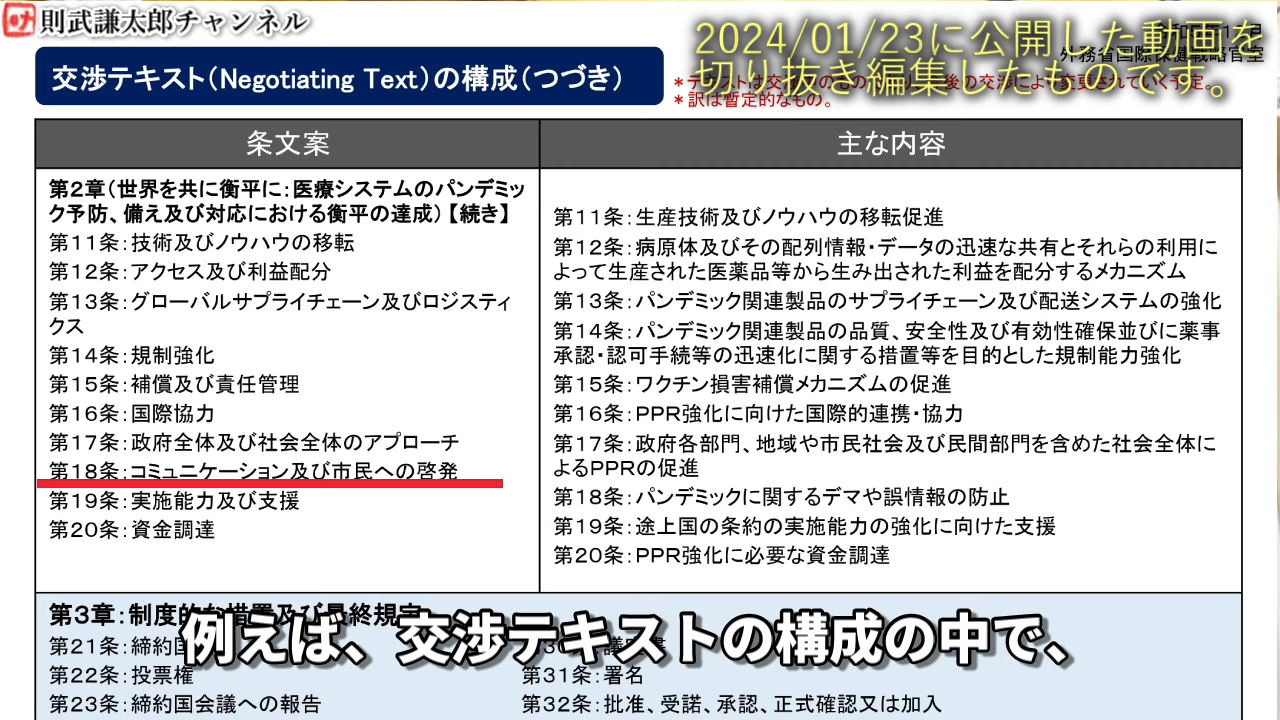 則武謙太郎チャンネル
2024/01/23に公開した動画を
切り抜き編集したものです。
外務省国際保健戦略官室
交渉テキスト(Negotiating Text)の構成(つづき)
*訳は暫定的なもの。
条文案
主な内容
第2章(世界を共に衡平に:医療システムのパンデミッ
ク予防、備え及び対応における衡平の達成)【続き】
第11条:技術及びノウハウの移転
第12条:アクセス及び利益配分
第13条:グローバルサプライチェーン及びロジスティ
クス
第14条:規制強化
第15条:補償及び責任管理
第16条:国際協力
第17条:政府全体及び社会全体のアプローチ
第18条:コミュニケーション及び市民への啓発
第19条:実施能力及び支援
第20条:資金調達
第11条:生産技術及びノウハウの移転促進
第12条:病原体及びその配列情報・データの迅速な共有とそれらの利用に
よって生産された医薬品等から生み出された利益を配分するメカニズム
第13条:パンデミック関連製品のサプライチェーン及び配送システムの強化
第14条:パンデミック関連製品の品質、安全性及び有効性確保並びに薬事
承認・認可手続等の迅速化に関する措置等を目的とした規制能力強化
第15条:ワクチン損害補償メカニズムの促進
第16条:PPR強化に向けた国際的連携・協力
第17条:政府各部門、地域や市民社会及び民間部門を含めた社会全体に
よるPPRの促進
第18条:パンデミックに関するデマや誤情報の防止
第19条:途上国の条約の実施能力の強化に向けた支援
第20条:PPR強化に必要な資金調達
第3章:制度的な措置及び最終規定
第21条:締約国
第22条:投票権
第23条:締約国会議への報告
第31条:署名
第32条:批准、受諾、承認、正式確認又は加入
例えば、交渉テキストの構成の中で、